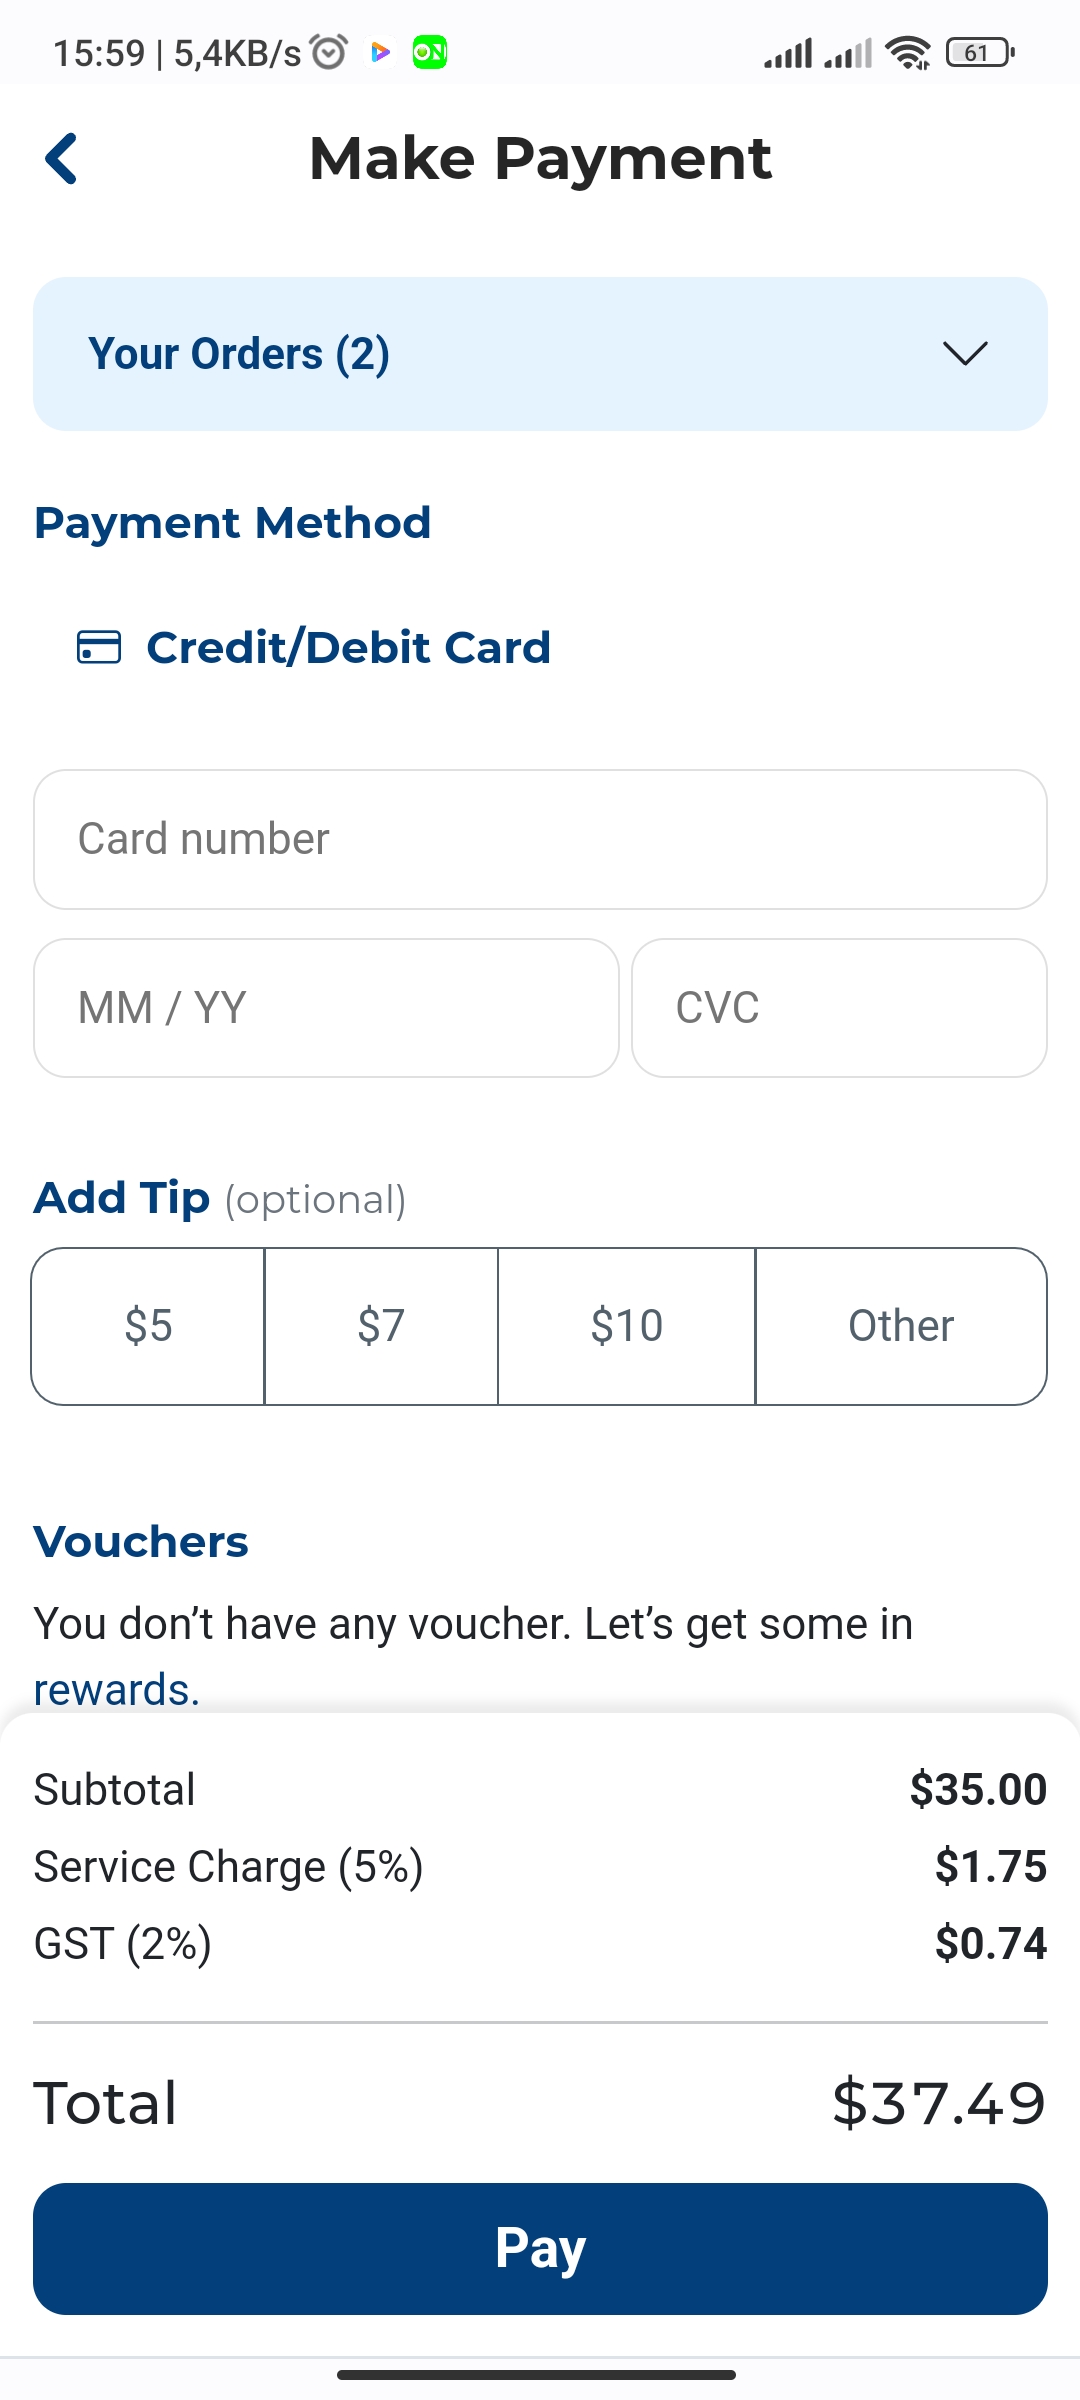 15:59 | 5,4KB/s ON 61
Make Payment
Your Orders (2)
Payment Method
Credit/Debit Card
Card number
MM / YY CVC
Add Tip (optional)
$5 $7 $10 Other
Vouchers
You don’t have any voucher. Let’s get some in
rewards.
Subtotal $35.00
Service Charge (5%) $1.75
GST (2%) $0.74
Total $37.49
Pay